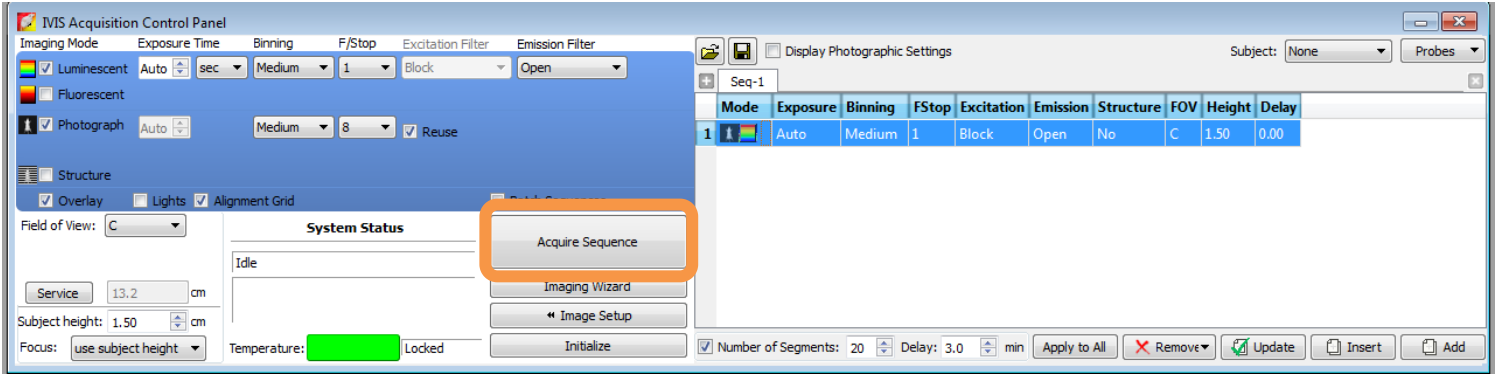 IVIS Acquisition Control Panel
Imaging Mode Exposure Time Binning F/Stop Excitation Filter Emission Filter
Luminescent Auto sec Medium 1 Block Open
Fluorescent
Photograph Auto Medium 8 Reuse
Structure
Overlay Lights Alignment Grid
Field of View: C
Service 13.2 cm
Subject height: 1.50 cm
Focus: use subject height
System Status
Idle
Temperature: Locked
Acquire Sequence
Imaging Wizard
Image Setup
Initialize
Display Photographic Settings Subject: None Probes
Seq-1
Mode Exposure Binning FStop Excitation Emission Structure FOV Height Delay
1 Auto Medium 1 Block Open No C 1.50 0.00
Number of Segments: 20 Delay: 3.0 min Apply to All Remove Update Insert Add